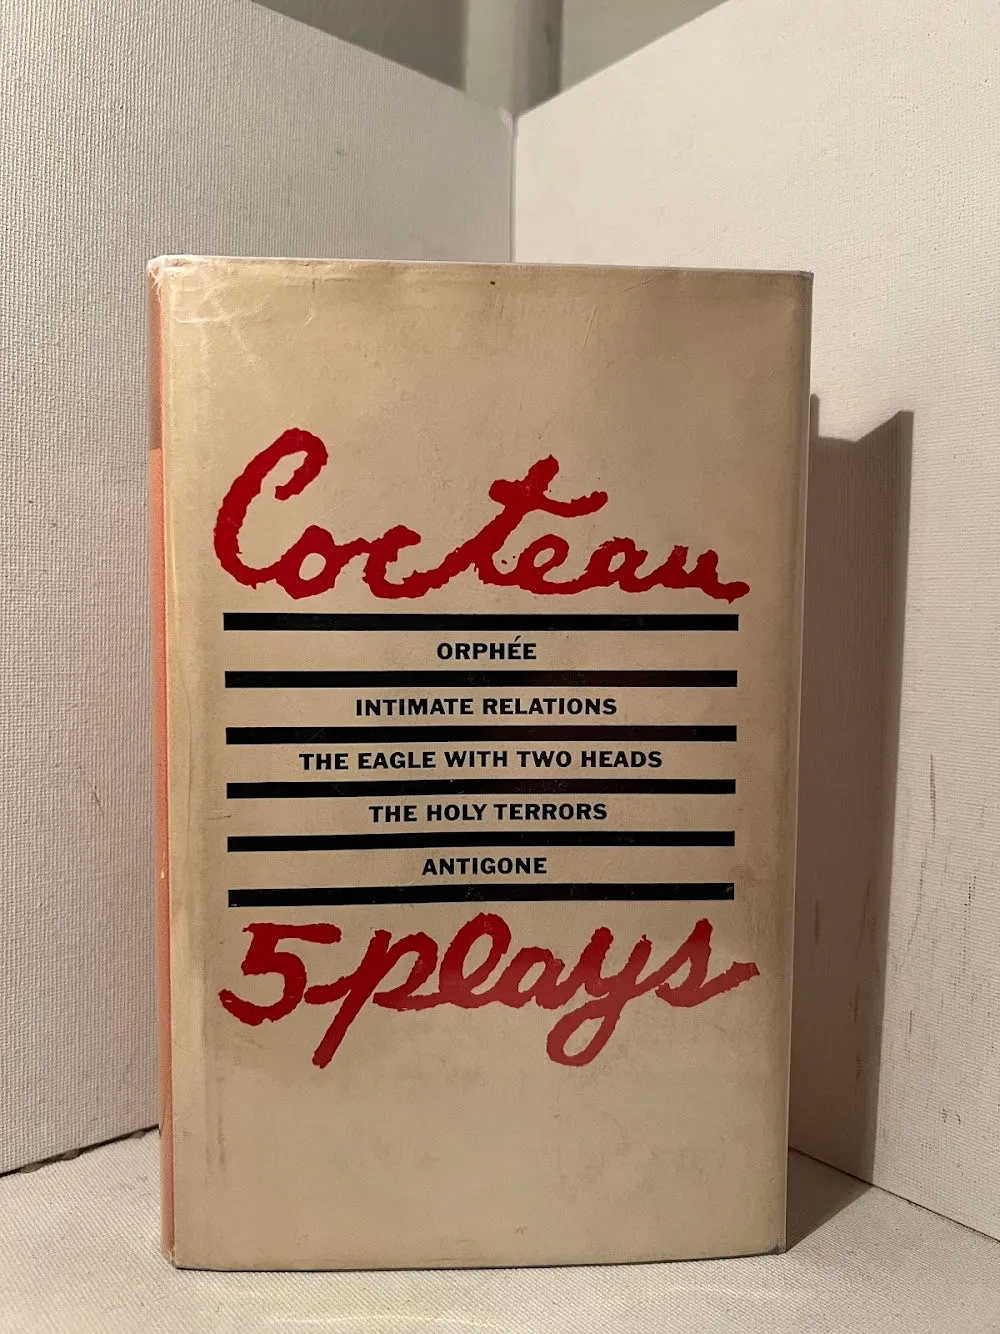 Cocteau
ORPHÉE
INTIMATE RELATIONS
THE EAGLE WITH TWO HEADS
THE HOLY TERRORS
ANTIGONE
5 plays